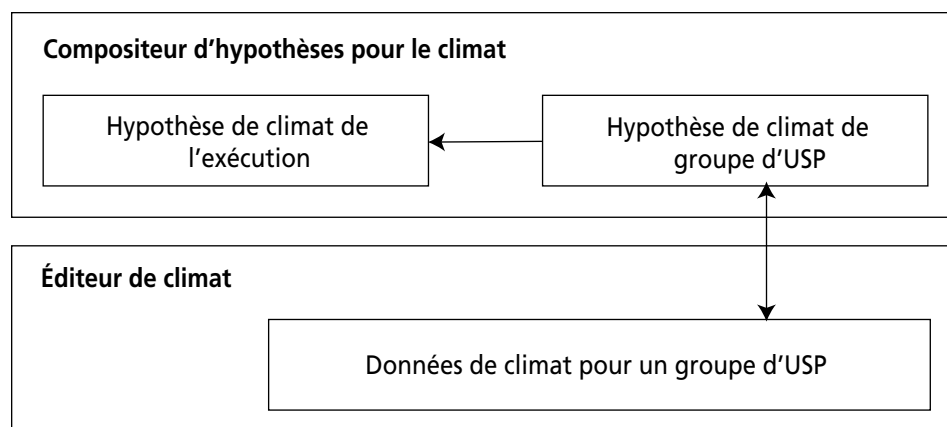 Compositeur d’hypothèses pour le climat
Hypothèse de climat de
l’exécution
Hypothèse de climat de
groupe d’USP
Éditeur de climat
Données de climat pour un groupe d’USP